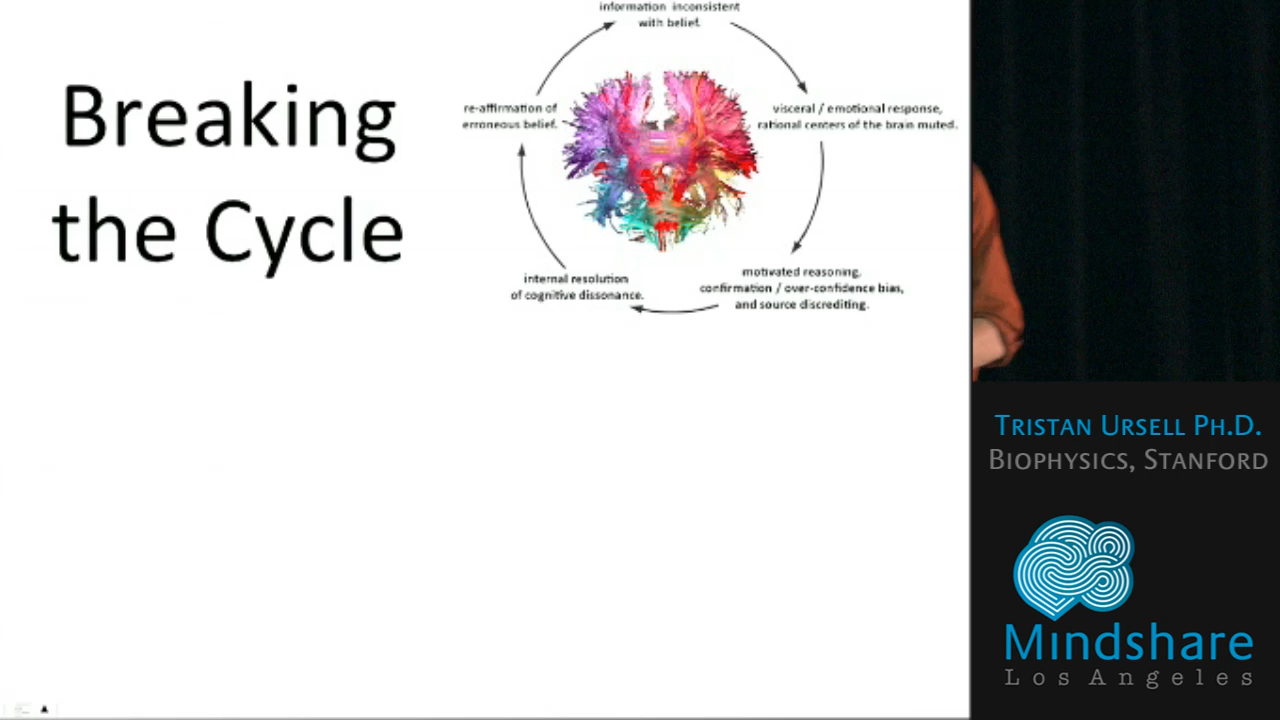 Breaking
the Cycle
information inconsistent
with belief.
visceral / emotional response,
rational centers of the brain muted.
motivated reasoning,
confirmation / over-confidence bias,
and source discrediting.
internal resolution
of cognitive dissonance.
re-affirmation of
erroneous belief.
Tristan Ursell Ph.D.
Biophysics, Stanford
Mindshare
Los Angeles